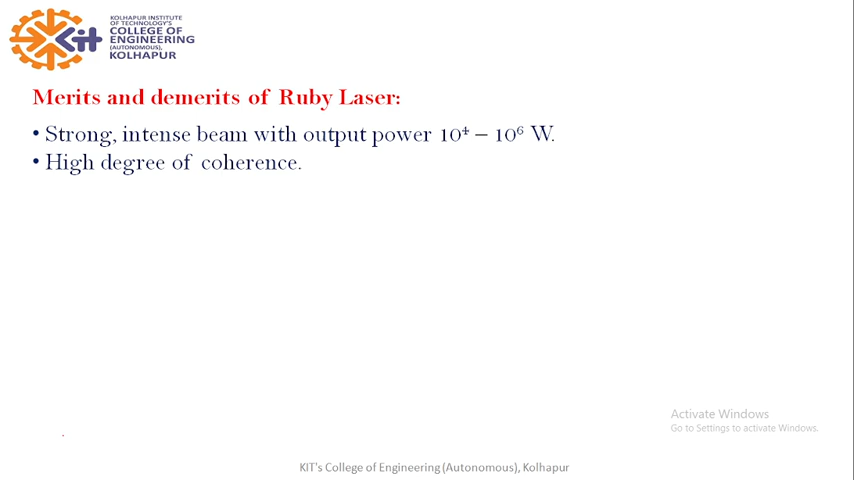 KOLHAPUR INSTITUTE
OF TECHNOLOGY'S
COLLEGE OF
ENGINEERING
(AUTONOMOUS),
KOLHAPUR
Kit
Merits and demerits of Ruby Laser:
• Strong, intense beam with output power 10⁴ – 10⁶ W.
• High degree of coherence.
Activate Windows
Go to Settings to activate Windows.
KIT's College of Engineering (Autonomous), Kolhapur